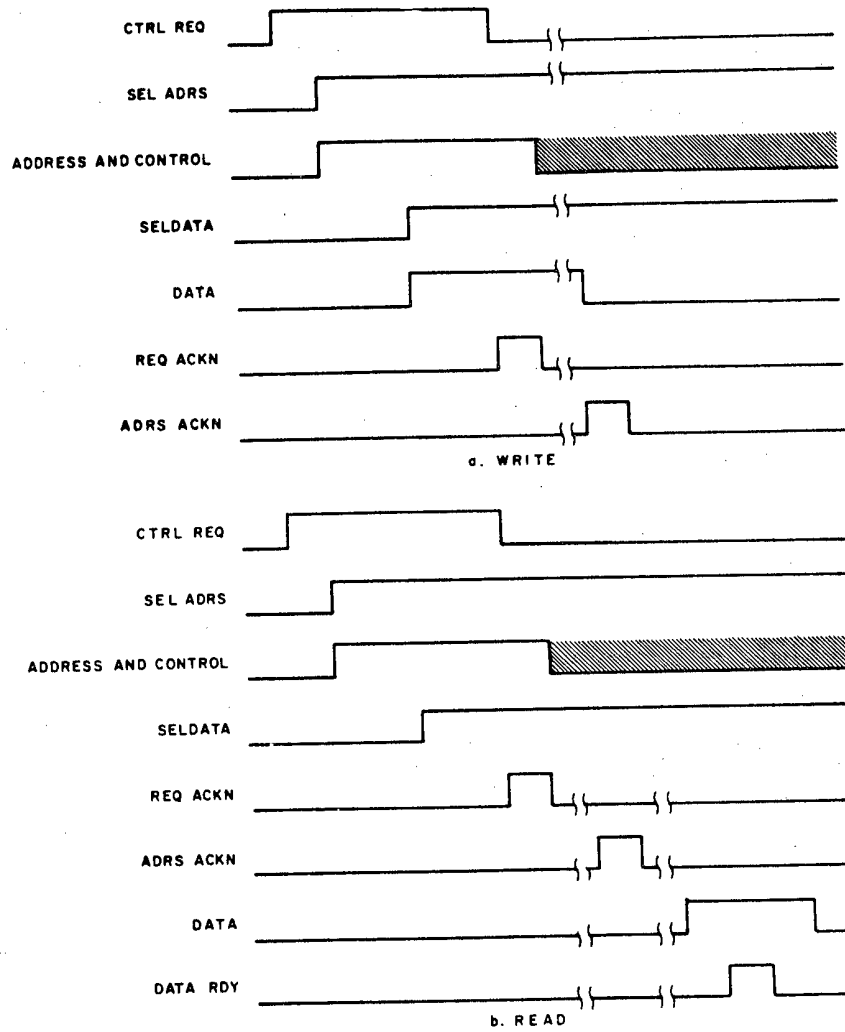 CTRL REQ
SEL ADRS
ADDRESS AND CONTROL
SELDATA
DATA
REQ ACKN
ADRS ACKN
a. WRITE
CTRL REQ
SEL ADRS
ADDRESS AND CONTROL
SELDATA
REQ ACKN
ADRS ACKN
DATA
DATA RDY
b. READ